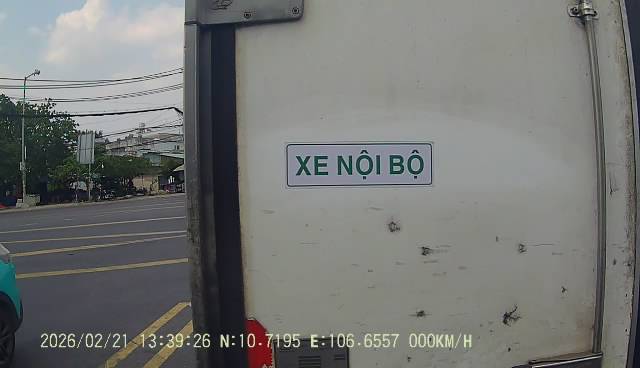 XE NỘI BỘ
2026/02/21 13:39:26 N:10.7195 E:106.6557 000KM/H